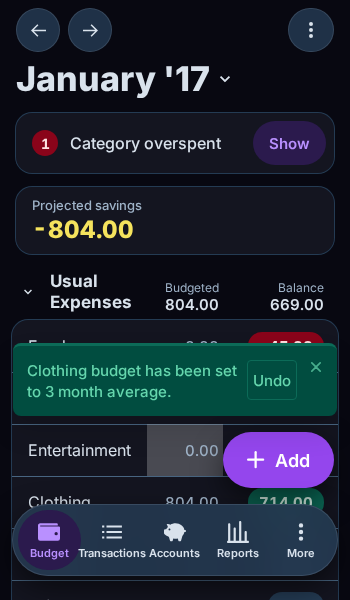 January '17
1 Category overspent Show
Projected savings
-804.00
Usual Expenses
Budgeted
804.00
Balance
669.00
Clothing budget has been set
to 3 month average.
Undo
Entertainment 0.00
+ Add
Clothing 804.00 714.00
Budget Transactions Accounts Reports More